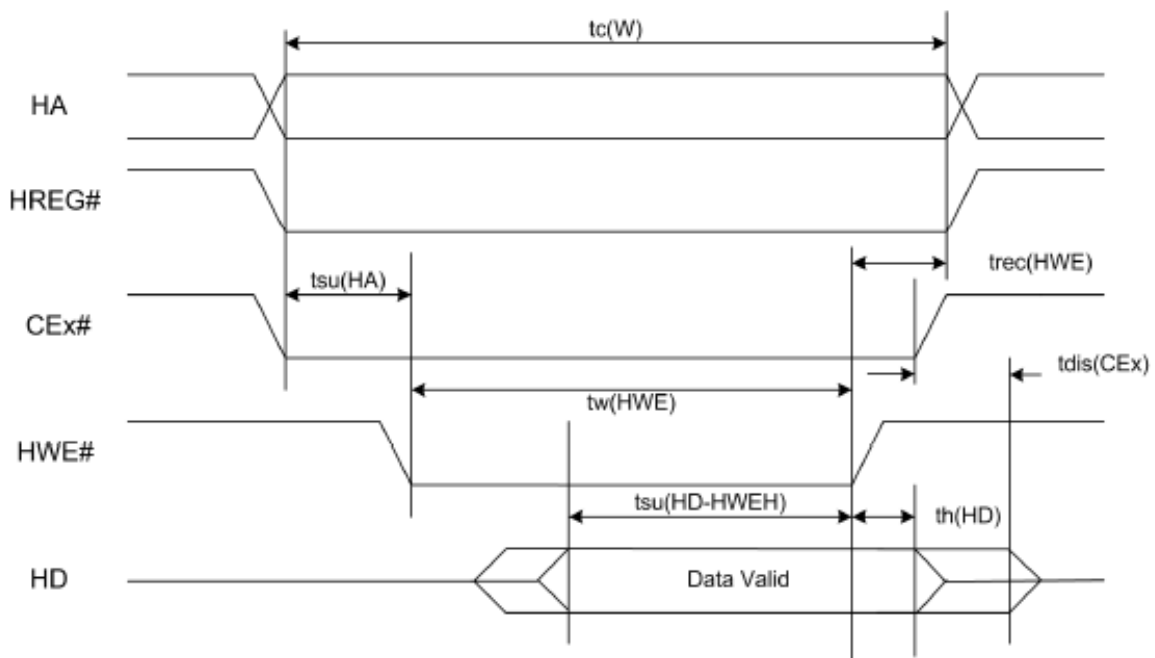 tc(W)
HA
HREG#
trec(HWE)
tsu(HA)
CEx#
tdis(CEx)
tw(HWE)
HWE#
tsu(HD-HWEH)
th(HD)
HD
Data Valid